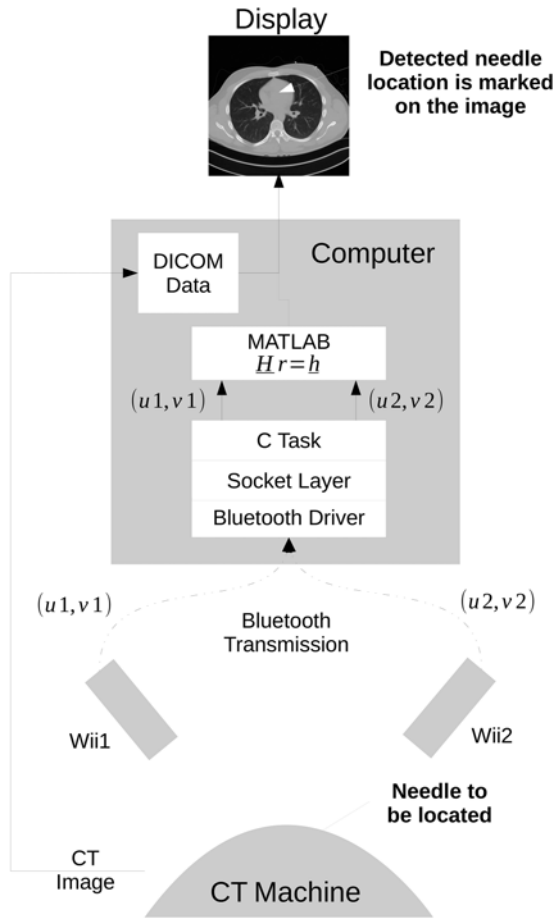 Display
Detected needle
location is marked
on the image
Computer
DICOM
Data
MATLAB
H r = h
(u1,v1)
(u2,v2)
C Task
Socket Layer
Bluetooth Driver
(u1,v1)
(u2,v2)
Bluetooth
Transmission
Wii1
Wii2
Needle to
be located
CT
Image
CT Machine